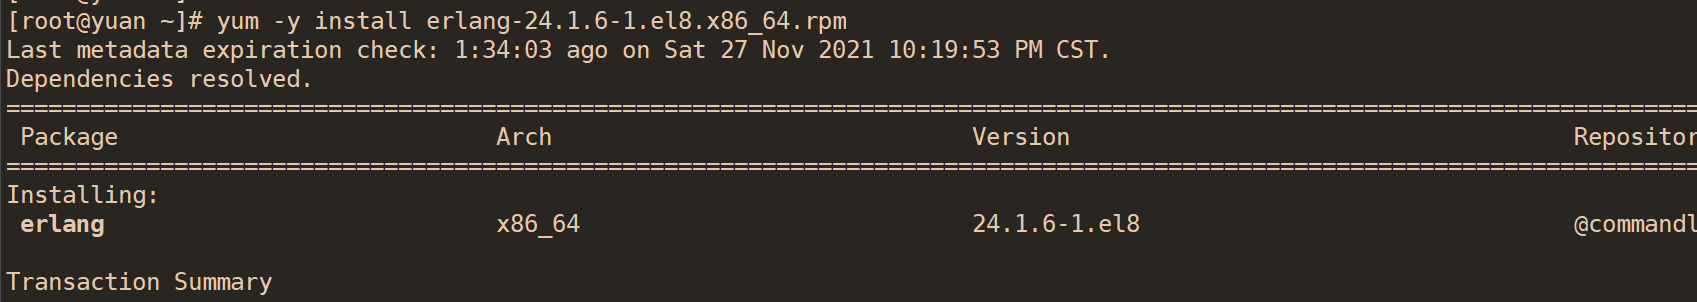 [root@yuan ~]# yum -y install erlang-24.1.6-1.el8.x86_64.rpm
Last metadata expiration check: 1:34:03 ago on Sat 27 Nov 2021 10:19:53 PM CST.
Dependencies resolved.
================================================================================================================================================
Package Arch Version Repositor
================================================================================================================================================
Installing:
erlang x86_64 24.1.6-1.el8 @commandl
Transaction Summary